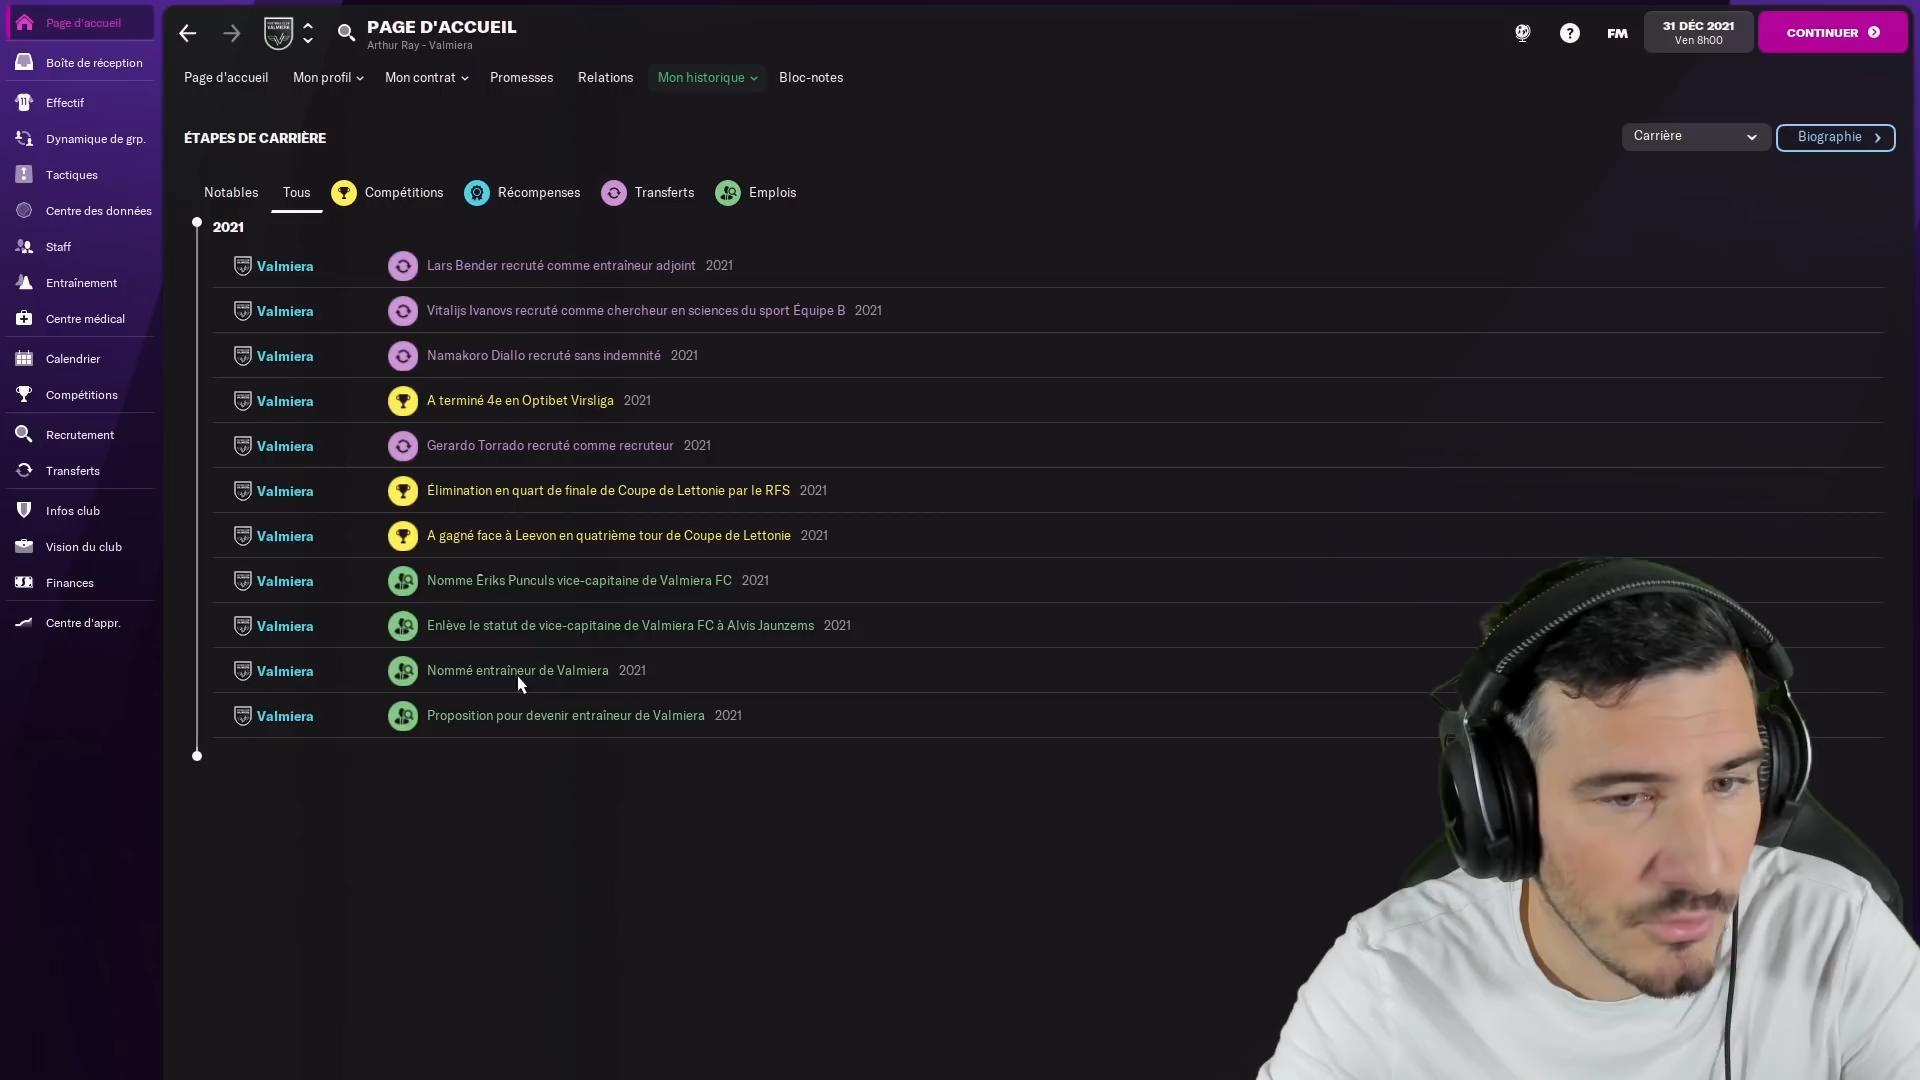 Page d'accueil
Boîte de réception
Effectif
Dynamique de grp.
Tactiques
Centre des données
Staff
Entraînement
Centre médical
Calendrier
Compétitions
Recrutement
Transferts
Infos club
Vision du club
Finances
Centre d'appr.
PAGE D'ACCUEIL
Arthur Ray - Valmiera
? FM
31 DÉC 2021
Ven 8h00
CONTINUER
Page d'accueil Mon profil Mon contrat Promesses Relations Mon historique Bloc-notes
ÉTAPES DE CARRIÈRE
Carrière Biographie
Notables Tous Compétitions Récompenses Transferts Emplois
2021
Valmiera Lars Bender recruté comme entraîneur adjoint 2021
Valmiera Vitalijs Ivanovs recruté comme chercheur en sciences du sport Équipe B 2021
Valmiera Namakoro Diallo recruté sans indemnité 2021
Valmiera A terminé 4e en Optibet Virsliga 2021
Valmiera Gerardo Torrado recruté comme recruteur 2021
Valmiera Élimination en quart de finale de Coupe de Lettonie par le RFS 2021
Valmiera A gagné face à Leevon en quatrième tour de Coupe de Lettonie 2021
Valmiera Nomme Ēriks Punculs vice-capitaine de Valmiera FC 2021
Valmiera Enlève le statut de vice-capitaine de Valmiera FC à Alvis Jaunzems 2021
Valmiera Nommé entraîneur de Valmiera 2021
Valmiera Proposition pour devenir entraîneur de Valmiera 2021